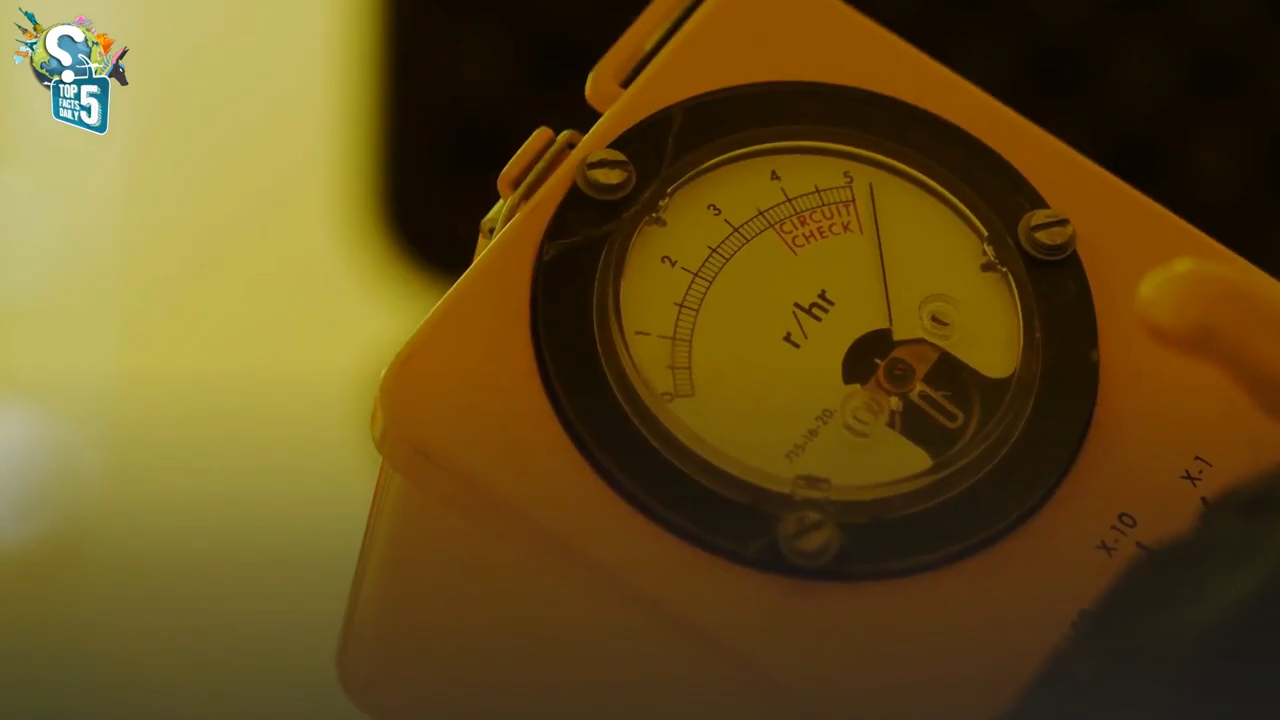 ?
TOP
FACTS
DAILY
5
0
1
2
3
4
5
CIRCUIT
CHECK
r/hr
X-10
X-1